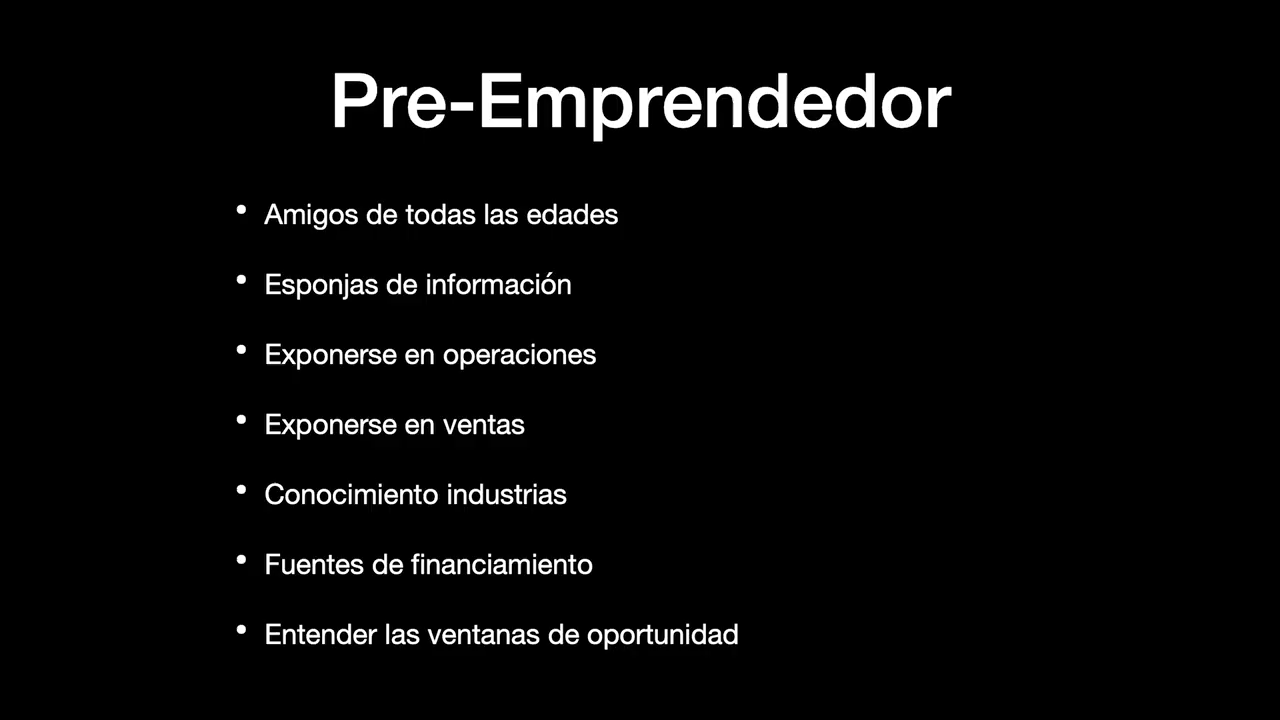 Pre-Emprendedor
• Amigos de todas las edades
• Esponjas de información
• Exponerse en operaciones
• Exponerse en ventas
• Conocimiento industrias
• Fuentes de financiamiento
• Entender las ventanas de oportunidad